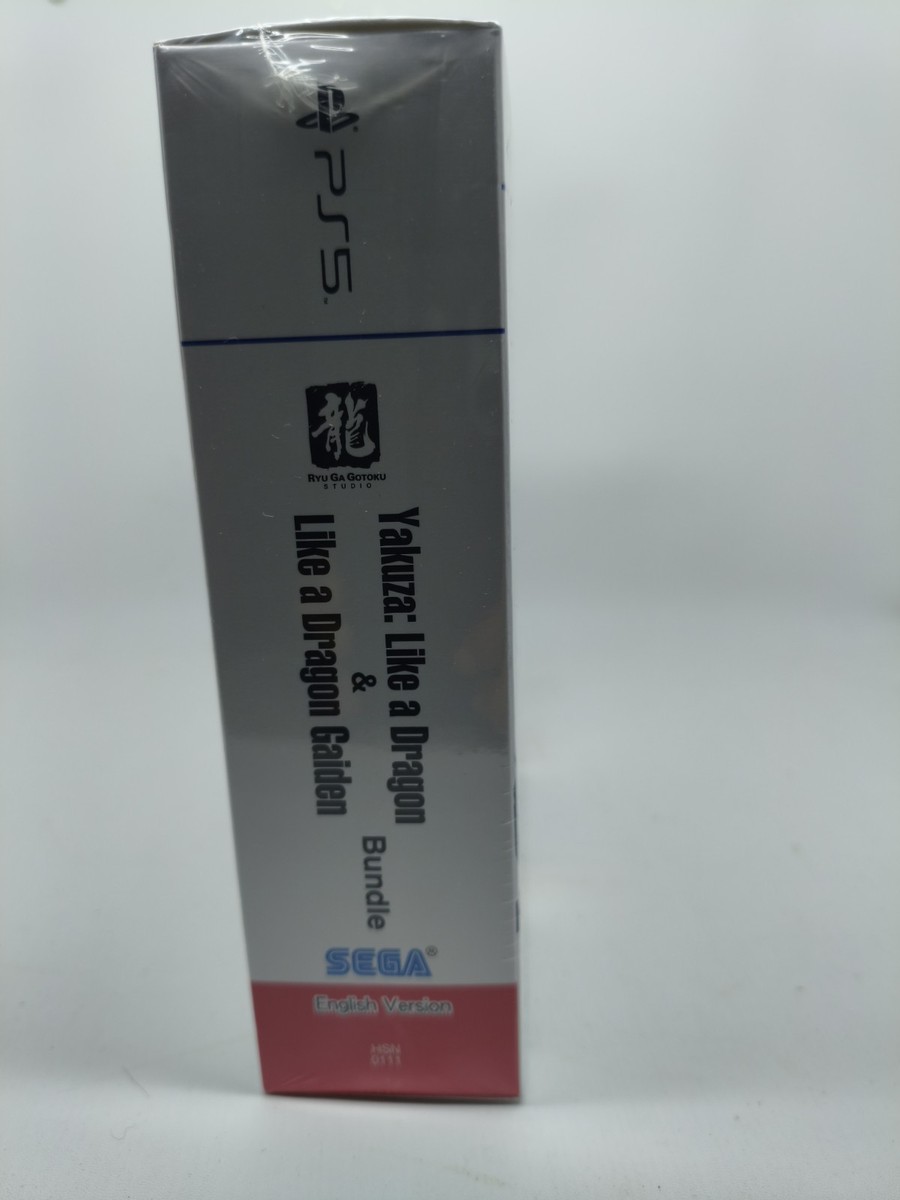 PS5
龍
RYU GA GOTOKU
STUDIO
Yakuza: Like a Dragon
&
Like a Dragon Gaiden
Bundle
SEGA®
English Version
HSN
0111